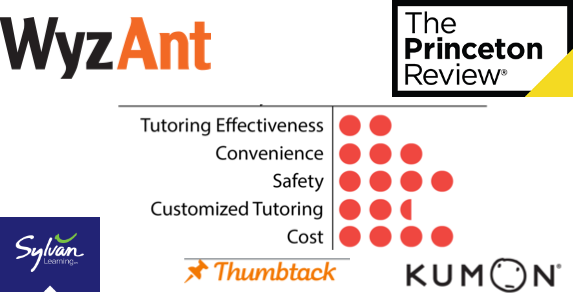 WyzAnt
The
Princeton
Review®
Tutoring Effectiveness
Convenience
Safety
Customized Tutoring
Cost
Sylvan
Learning
Thumbtack
KUMON®